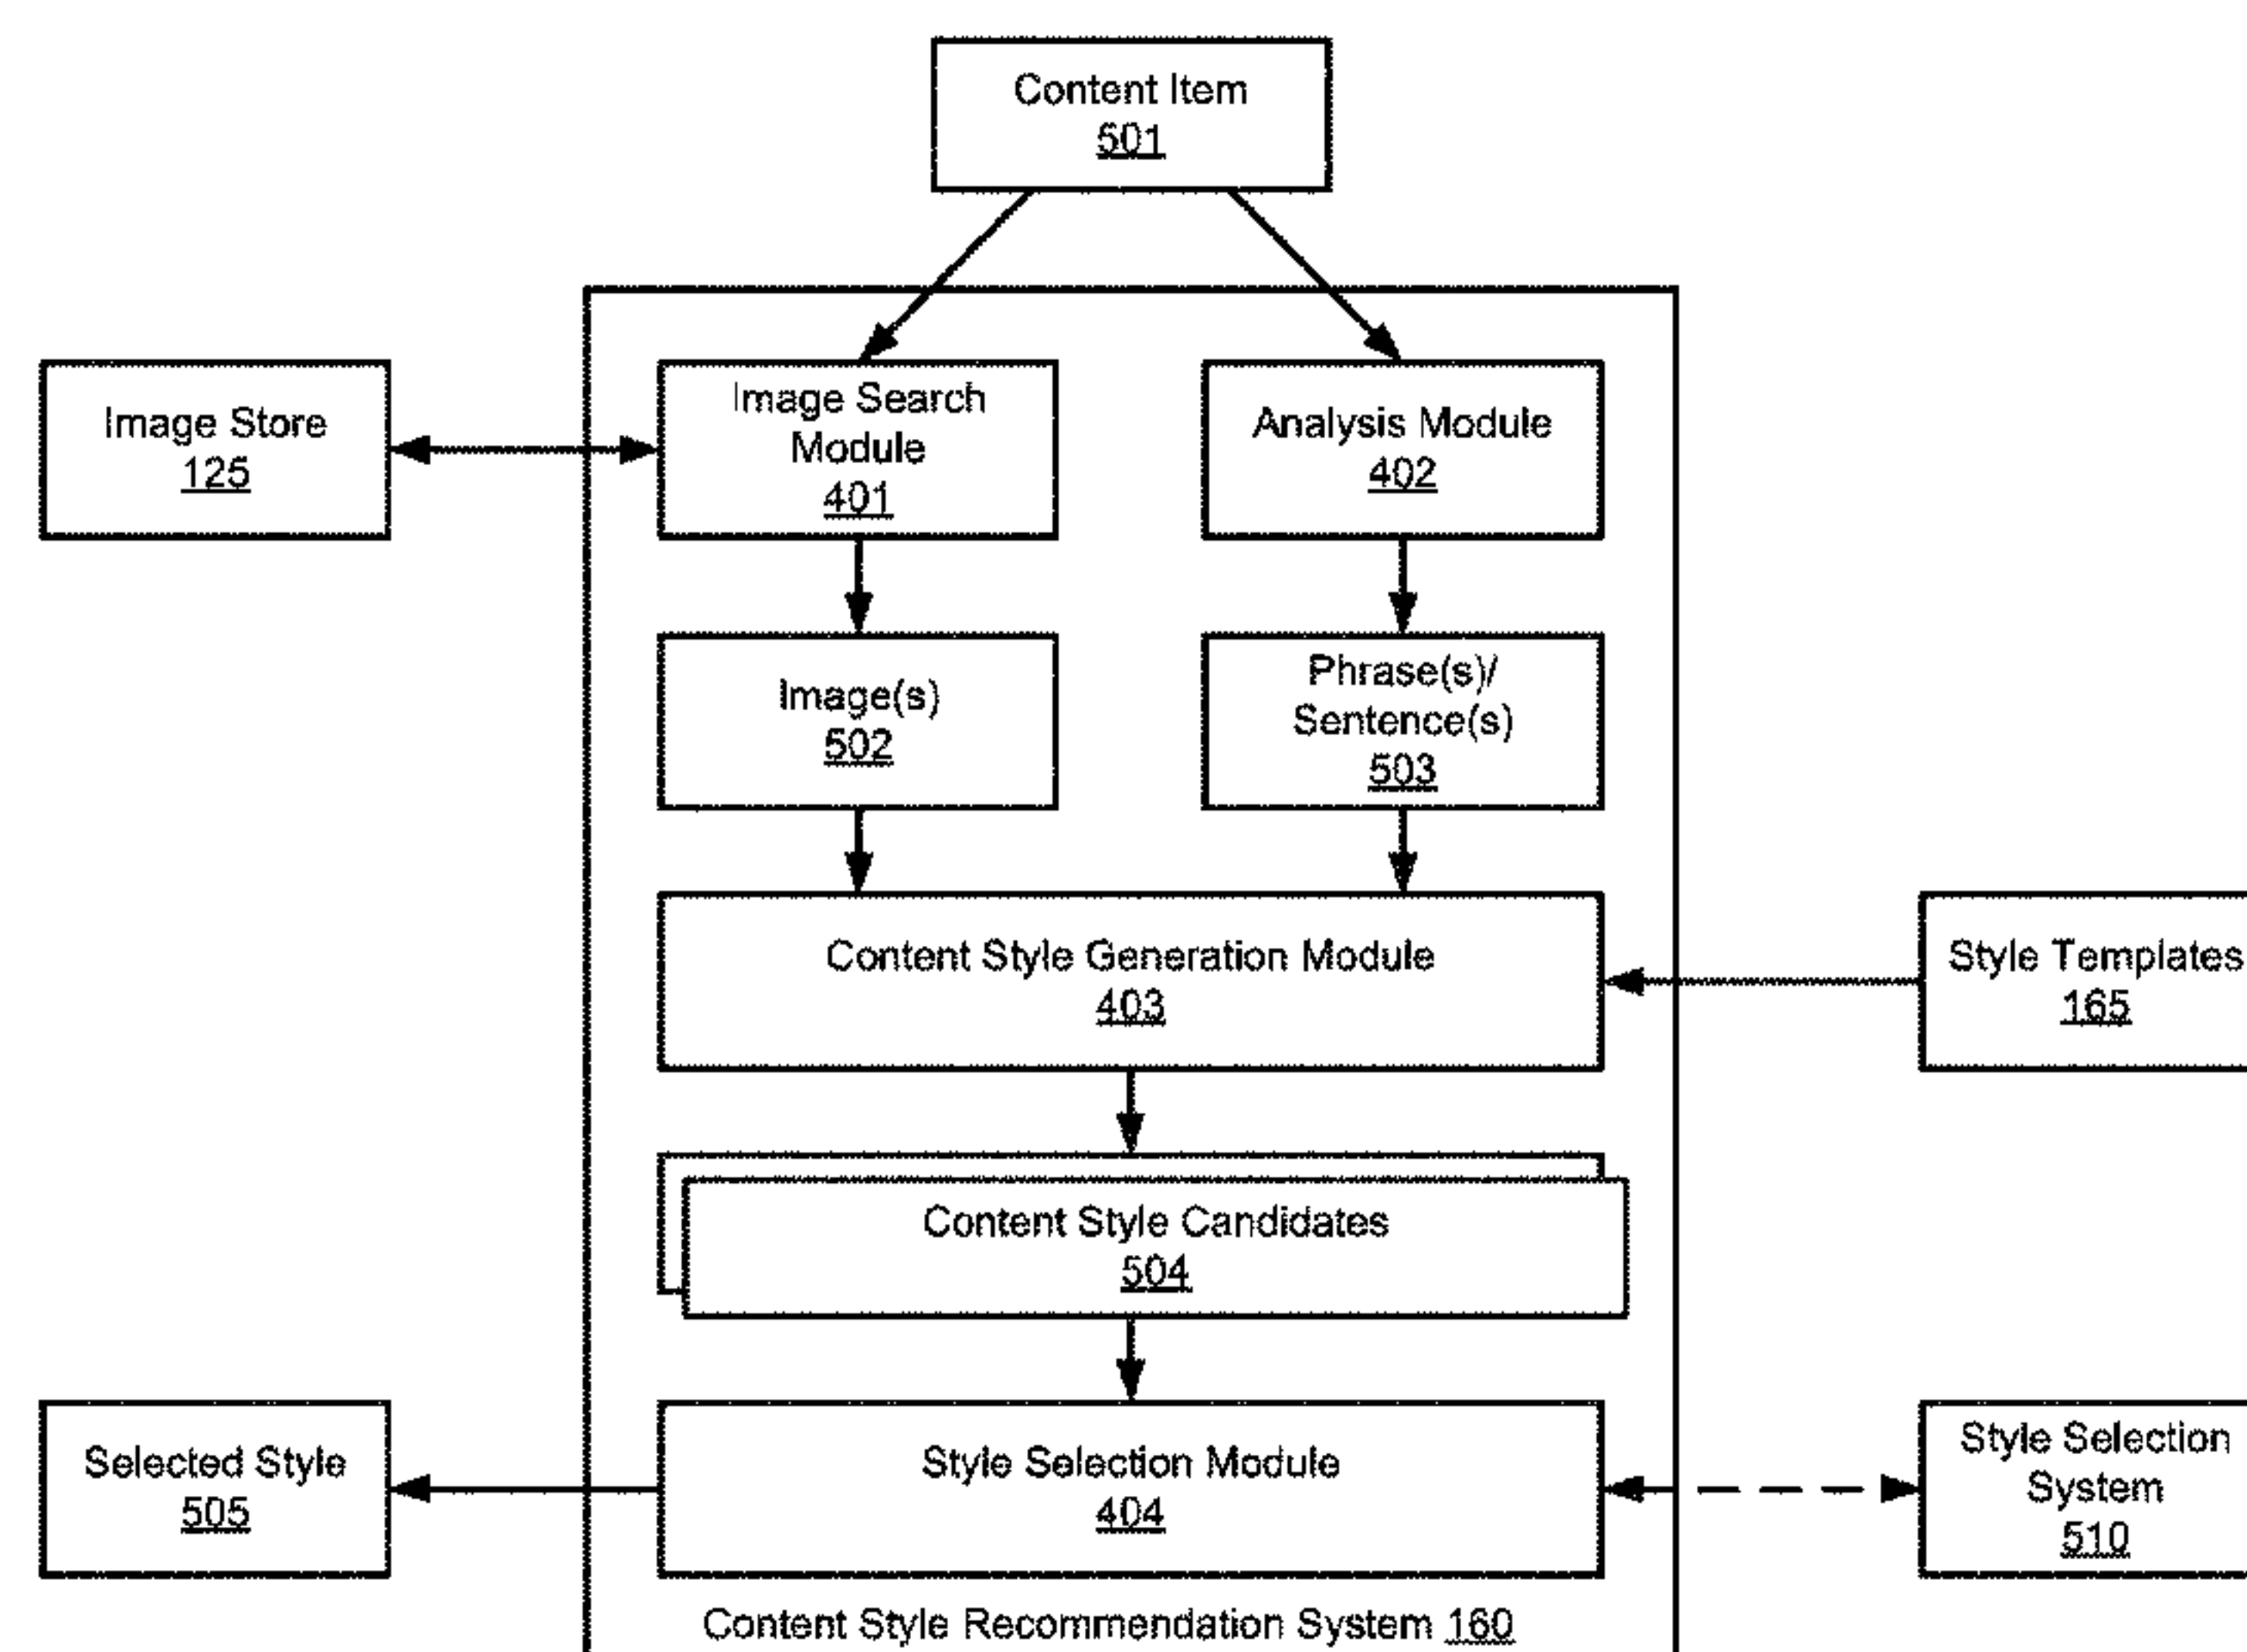 Content Item
501
Image Store
125
Image Search
Module
401
Analysis Module
402
Image(s)
502
Phrase(s)/
Sentence(s)
503
Content Style Generation Module
403
Style Templates
165
Content Style Candidates
504
Selected Style
505
Style Selection Module
404
Style Selection
System
510
Content Style Recommendation System 160